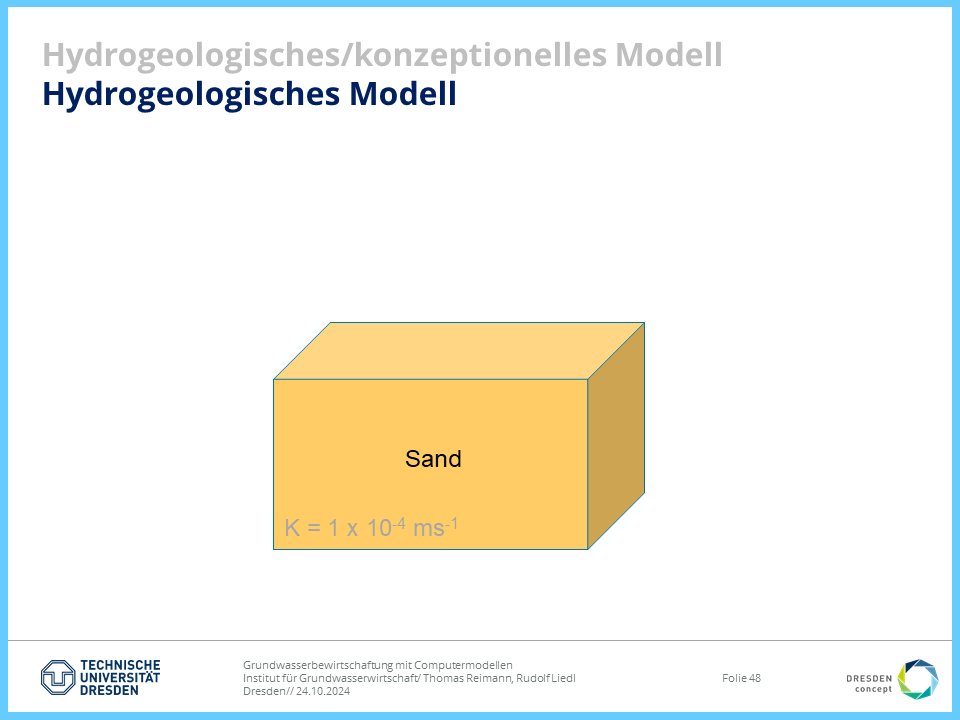 Hydrogeologisches/konzeptionelles Modell
Hydrogeologisches Modell
Sand
K = 1 x 10⁻⁴ ms⁻¹
TECHNISCHE
UNIVERSITÄT
DRESDEN
Grundwasserbewirtschaftung mit Computermodellen
Institut für Grundwasserwirtschaft/ Thomas Reimann, Rudolf Liedl
Dresden// 24.10.2024
Folie 48
DRESDEN
concept